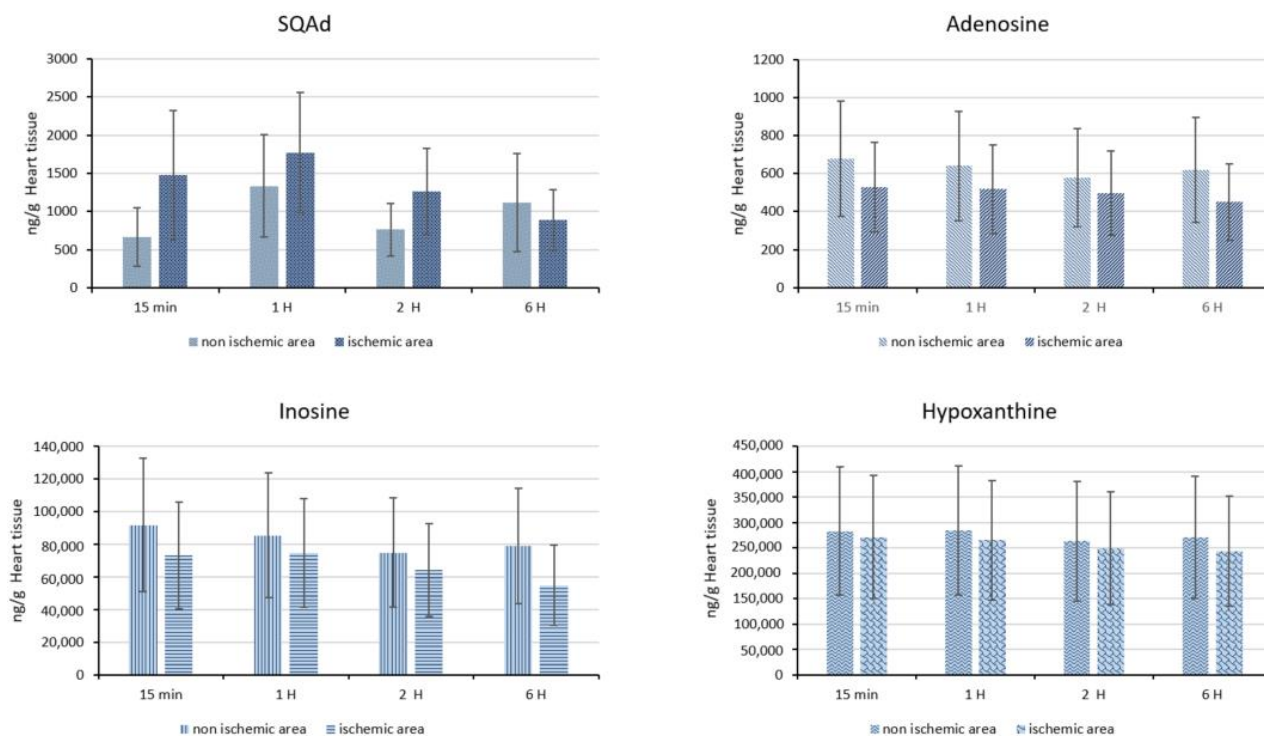 SQAd
ng/g Heart tissue
3000
2500
2000
1500
1000
500
0
15 min 1 H 2 H 6 H
non ischemic area ischemic area
Adenosine
ng/g Heart tissue
1200
1000
800
600
400
200
0
15 min 1 H 2 H 6 H
non ischemic area ischemic area
Inosine
ng/g Heart tissue
140,000
120,000
100,000
80,000
60,000
40,000
20,000
0
15 min 1 H 2 H 6 H
non ischemic area ischemic area
Hypoxanthine
ng/g Heart tissue
450,000
400,000
350,000
300,000
250,000
200,000
150,000
100,000
50,000
0
15 min 1 H 2 H 6 H
non ischemic area ischemic area